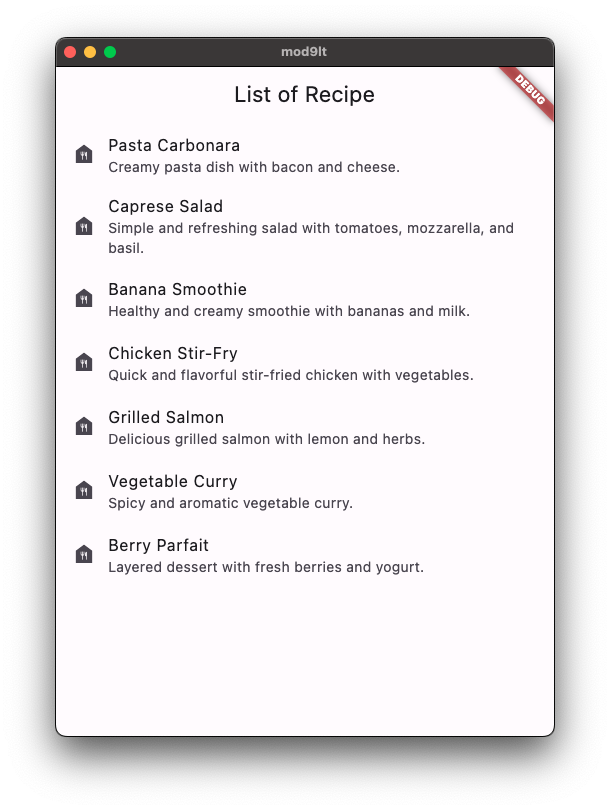 mod9lt
DEBUG
List of Recipe
Pasta Carbonara
Creamy pasta dish with bacon and cheese.
Caprese Salad
Simple and refreshing salad with tomatoes, mozzarella, and
basil.
Banana Smoothie
Healthy and creamy smoothie with bananas and milk.
Chicken Stir-Fry
Quick and flavorful stir-fried chicken with vegetables.
Grilled Salmon
Delicious grilled salmon with lemon and herbs.
Vegetable Curry
Spicy and aromatic vegetable curry.
Berry Parfait
Layered dessert with fresh berries and yogurt.